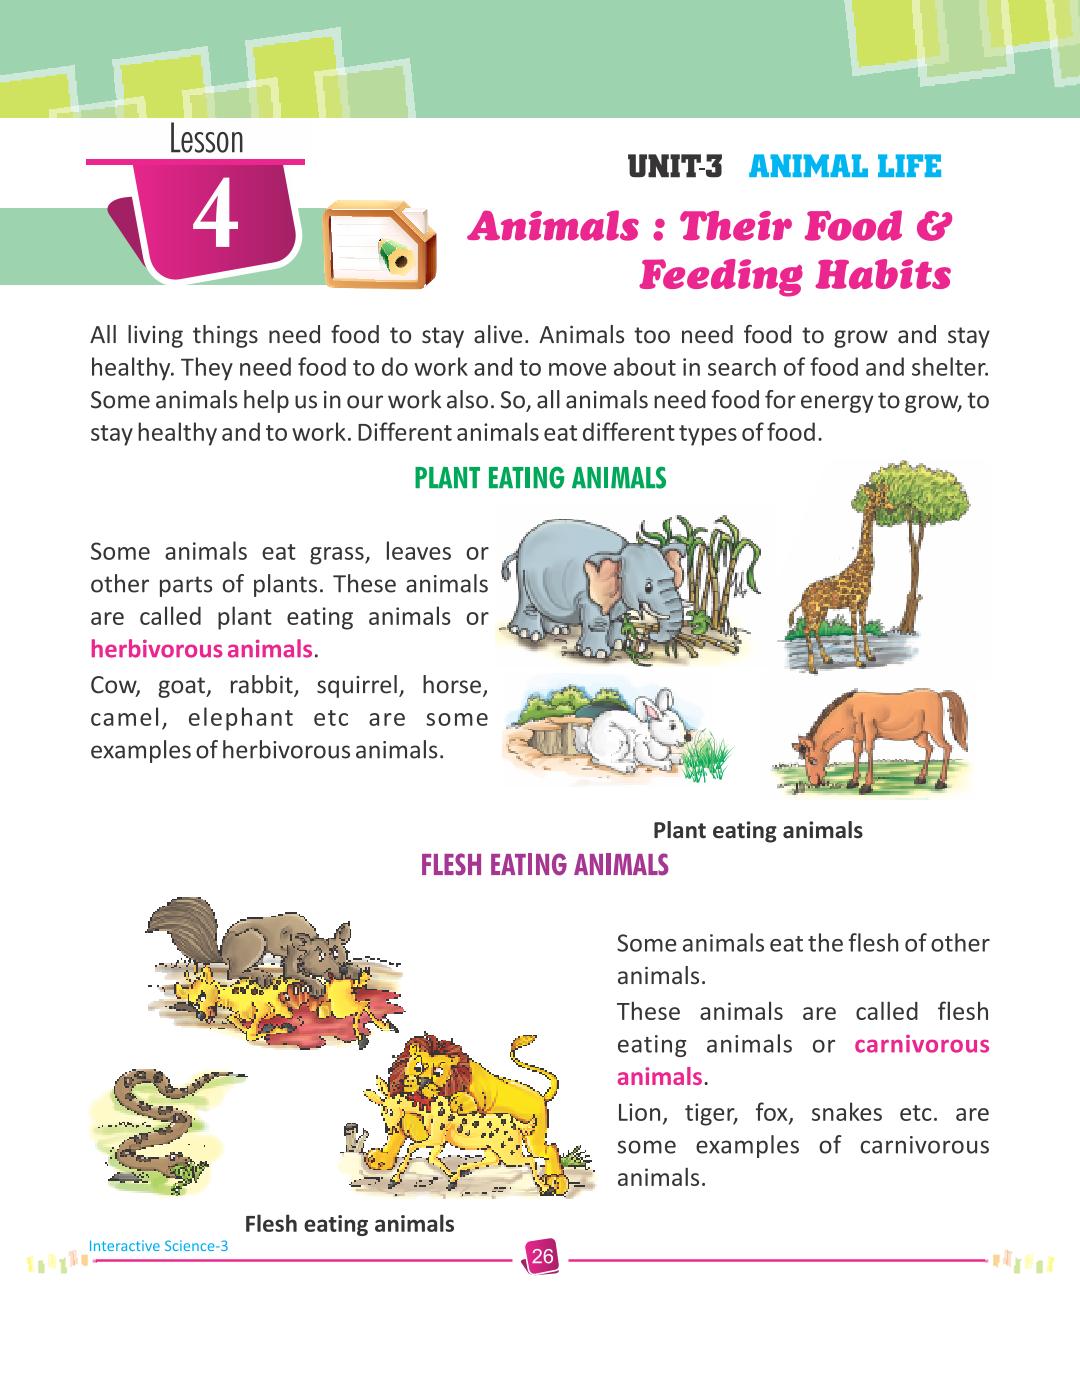 Lesson
4
UNIT-3 ANIMAL LIFE
Animals : Their Food &
Feeding Habits
All living things need food to stay alive. Animals too need food to grow and stay
healthy. They need food to do work and to move about in search of food and shelter.
Some animals help us in our work also. So, all animals need food for energy to grow, to
stay healthy and to work. Different animals eat different types of food.
PLANT EATING ANIMALS
Some animals eat grass, leaves or
other parts of plants. These animals
are called plant eating animals or
herbivorous animals.
Cow, goat, rabbit, squirrel, horse,
camel, elephant etc are some
examples of herbivorous animals.
Plant eating animals
FLESH EATING ANIMALS
Some animals eat the flesh of other
animals.
These animals are called flesh
eating animals or carnivorous
animals.
Lion, tiger, fox, snakes etc. are
some examples of carnivorous
animals.
Flesh eating animals
Interactive Science-3
26